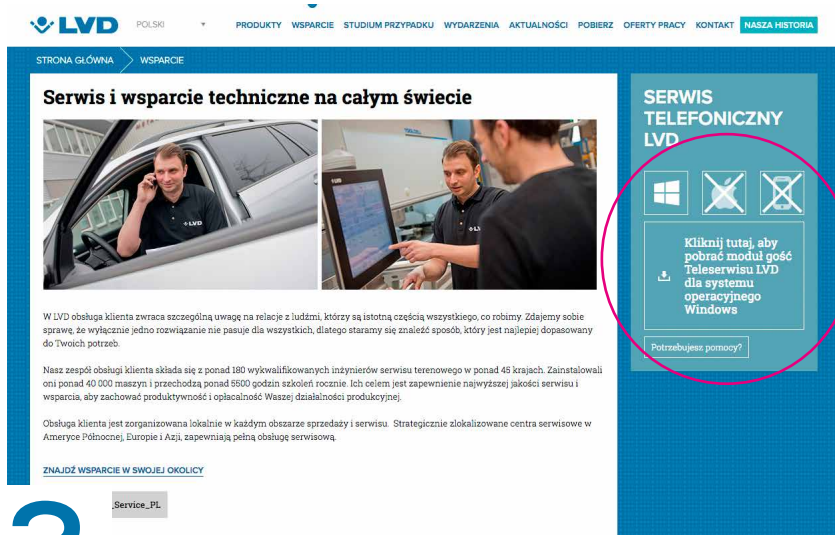 LVD
POLSKI
PRODUKTY WSPARCIE STUDIUM PRZYPADKU WYDARZENIA AKTUALNOŚCI POBIERZ OFERTY PRACY KONTAKT NASZA HISTORIA
STRONA GŁÓWNA WSPARCIE
Serwis i wsparcie techniczne na całym świecie
SERWIS
TELEFONICZNY
LVD
Kliknij tutaj, aby
pobrać moduł gość
Teleserwisu LVD
dla systemu
operacyjnego
Windows
Potrzebujesz pomocy?
W LVD obsługa klienta zwraca szczególną uwagę na relacje z ludźmi, którzy są istotną częścią wszystkiego, co robimy. Zdajemy sobie
sprawę, że wyłącznie jedno rozwiązanie nie pasuje dla wszystkich, dlatego staramy się znaleźć sposób, który jest najlepiej dopasowany
do Twoich potrzeb.
Nasz zespół obsługi klienta składa się z ponad 180 wykwalifikowanych inżynierów serwisu terenowego w ponad 45 krajach. Zainstalowali
oni ponad 40 000 maszyn i przechodzą ponad 5500 godzin szkoleń rocznie. Ich celem jest zapewnienie najwyższej jakości serwisu i
wsparcia, aby zachować produktywność i opłacalność Waszej działalności produkcyjnej.
Obsługa klienta jest zorganizowana lokalnie w każdym obszarze sprzedaży i serwisu. Strategicznie zlokalizowane centra serwisowe w
Ameryce Północnej, Europie i Azji, zapewniają pełną obsługę serwisową.
ZNAJDŹ WSPARCIE W SWOJEJ OKOLICY
_Service_PL